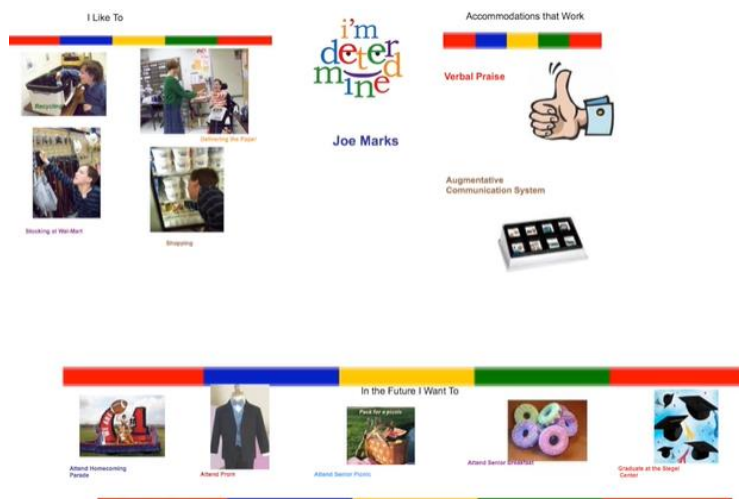 I Like To
Recycling
Delivering the Paper
Stocking at Wal-Mart
Shopping
i'm
deter
mined
Joe Marks
Accommodations that Work
Verbal Praise
Augmentative
Communication System
In the Future I Want To
Attend Homecoming
Parade
Attend Prom
Pack for a picnic
Attend Senior Picnic
Attend Senior Breakfast
Graduate at the Siegel
Center